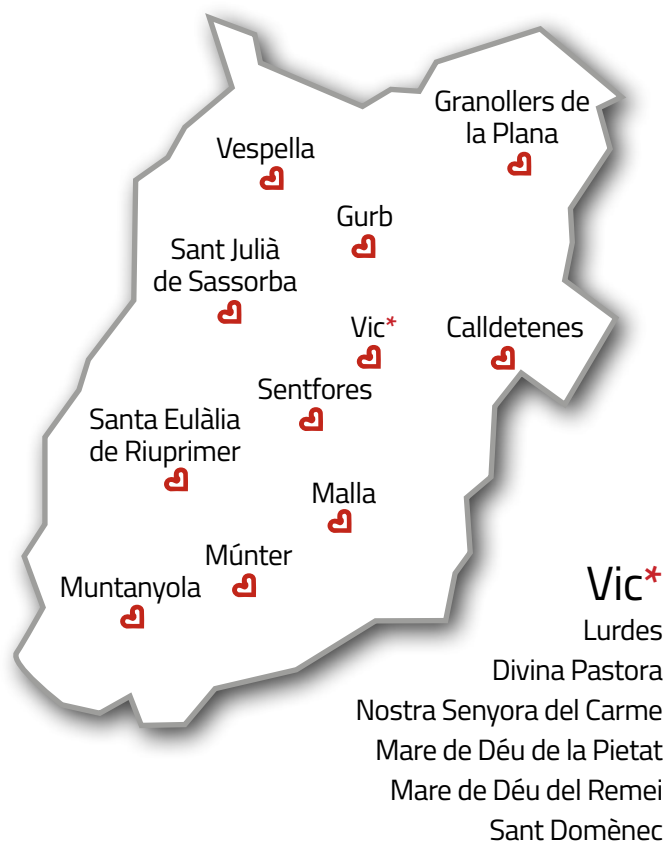 Granollers de
la Plana
Vespella
Gurb
Sant Julià
de Sassorba
Vic*
Calldetenes
Sentfores
Santa Eulàlia
de Riuprimer
Malla
Múnter
Muntanyola
Vic*
Lurdes
Divina Pastora
Nostra Senyora del Carme
Mare de Déu de la Pietat
Mare de Déu del Remei
Sant Domènec